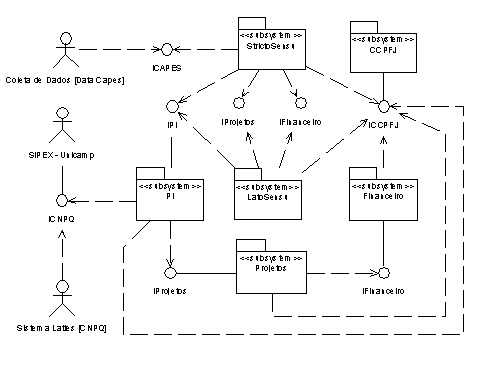 <<subsystem >>
StrictoSensu
<<subsystem >>
CCPFJ
ICAPES
Coleta de Dados [DataCapes]
IPI
IProjetos
IFinanceiro
ICCPFJ
SIPEX - Unicamp
<<subsystem >>
PI
<<subsystem >>
LatoSensu
<<subsystem >>
Financeiro
ICNPQ
<<subsystem >>
Projetos
IProjetos
IFinanceiro
Sistema Lattes [CNPQ]